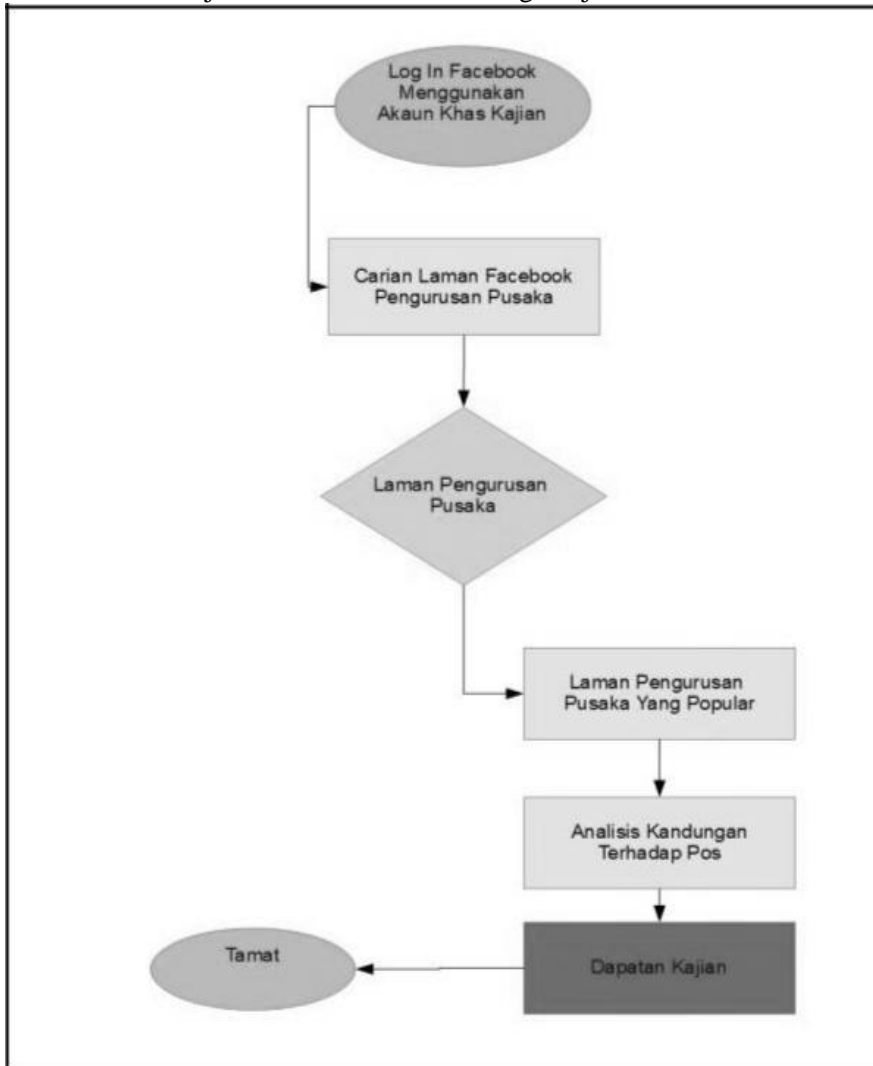 Log In Facebook
Menggunakan
Akaun Khas Kajian
Carian Laman Facebook
Pengurusan Pusaka
Laman Pengurusan
Pusaka
Laman Pengurusan
Pusaka Yang Popular
Analisis Kandungan
Terhadap Pos
Dapatan Kajian
Tamat